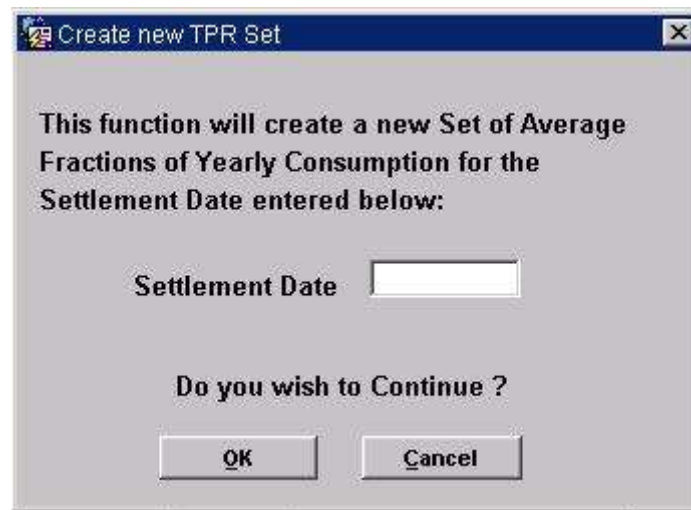 Create new TPR Set
This function will create a new Set of Average
Fractions of Yearly Consumption for the
Settlement Date entered below:
Settlement Date
Do you wish to Continue ?
OK Cancel